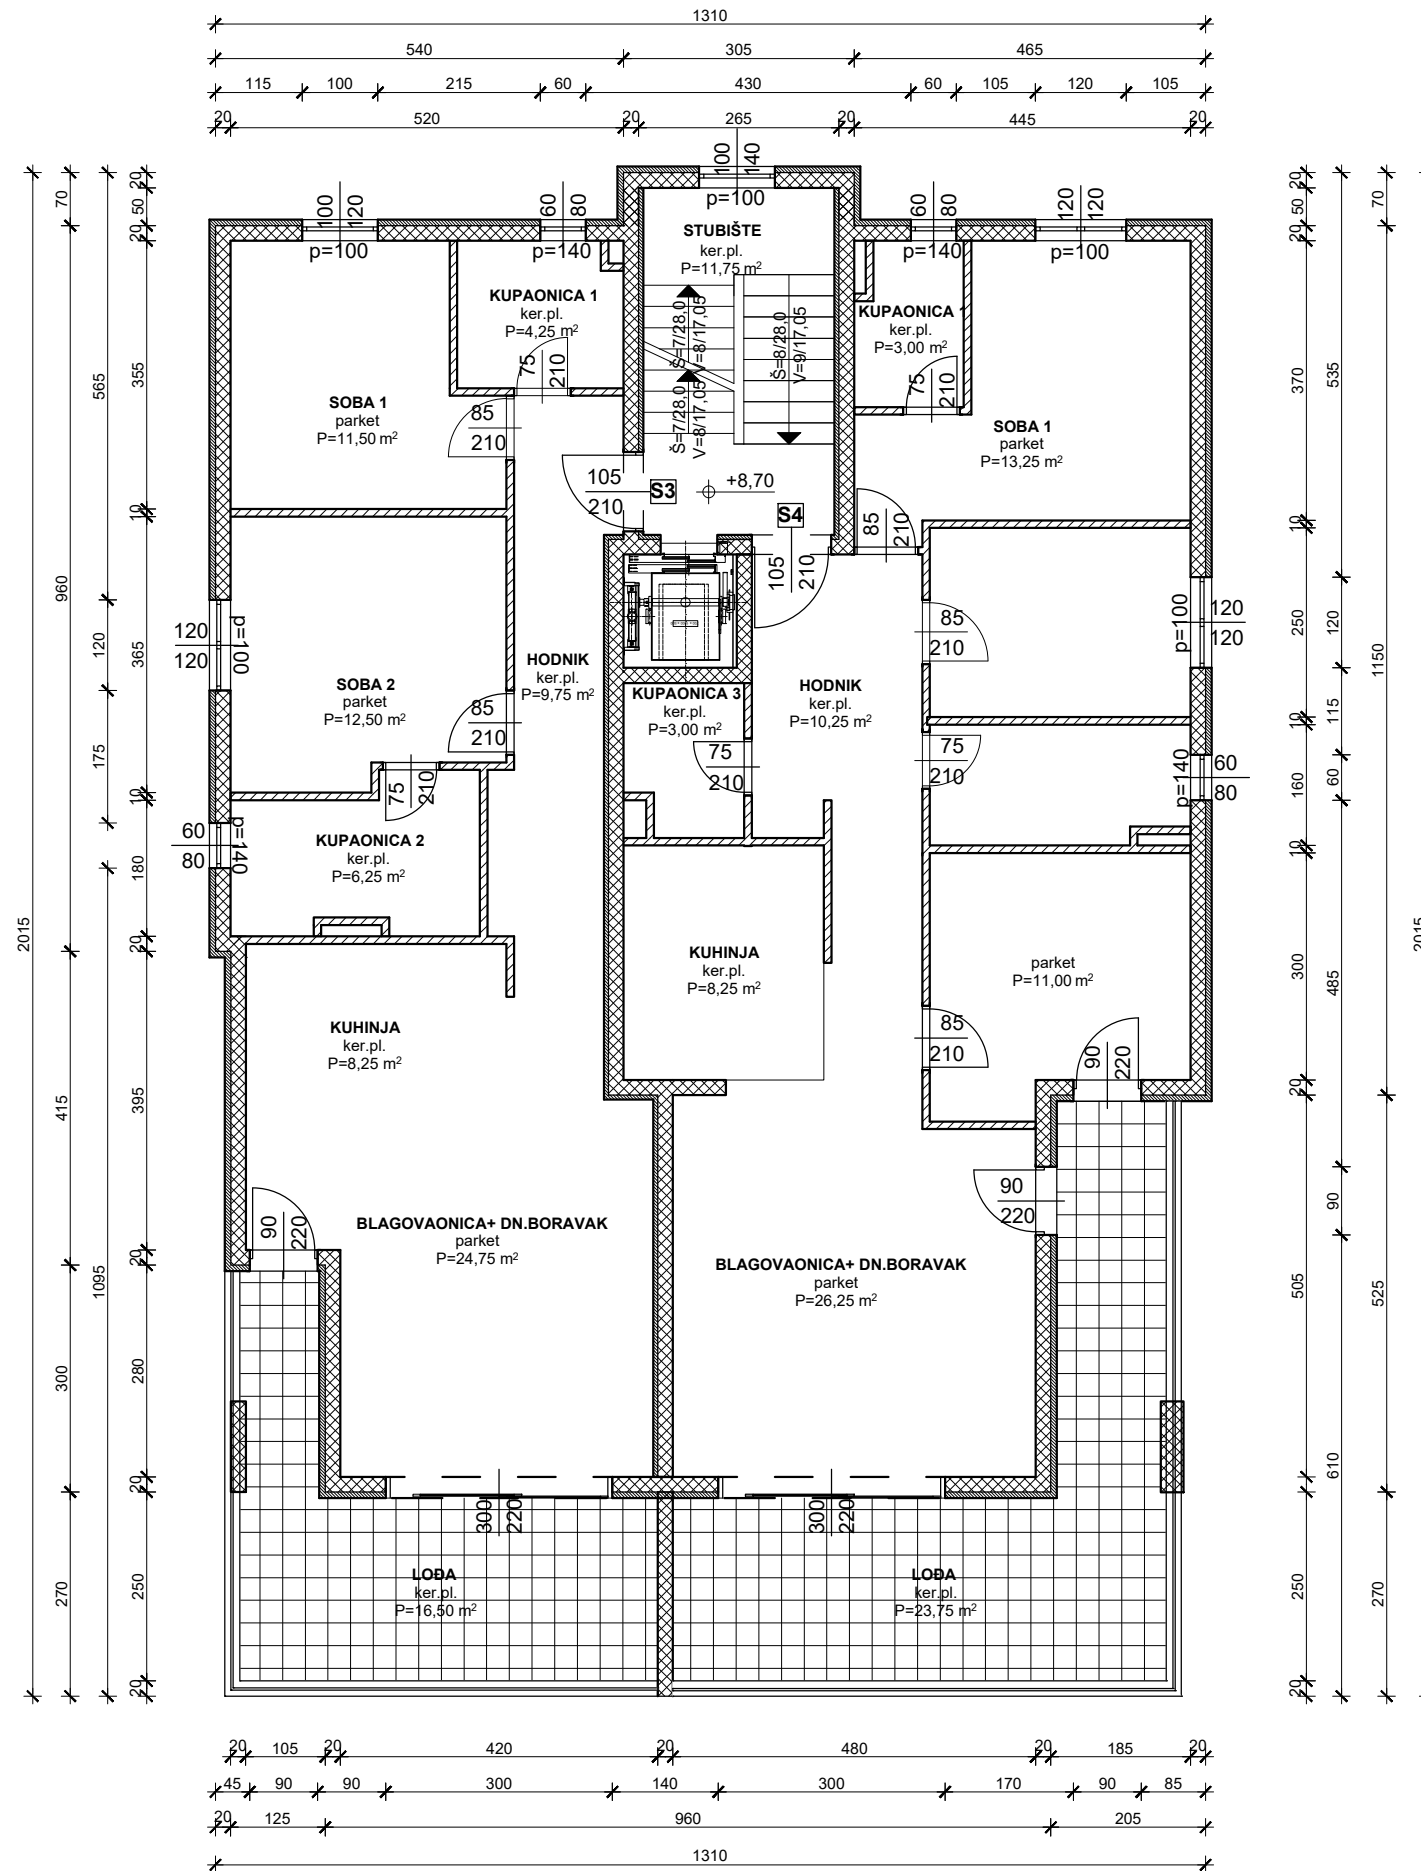 1310
540 305 465
115 100 215 60 430 60 105 120 105
20 520 20 265 20 445 20
100 120 p=100
60 80 p=140
100 140 p=100
60 80 p=140
120 120 p=100
STUBIŠTE
ker.pl.
P=11,75 m²
Š=7/28,0
V=8/17,05
Š=7/28,0
V=8/17,05
Š=8/28,0
V=9/17,05
KUPAONICA 1
ker.pl.
P=4,25 m²
75 210
KUPAONICA 1
ker.pl.
P=3,00 m²
75 210
SOBA 1
parket
P=11,50 m²
85
210
SOBA 1
parket
P=13,25 m²
105
210
S3
+8,70
S4
105 210
85 210
85
210
120
120
p=100
p=100
120
120
SOBA 2
parket
P=12,50 m²
85
210
HODNIK
ker.pl.
P=9,75 m²
KUPAONICA 3
ker.pl.
P=3,00 m²
75
210
HODNIK
ker.pl.
P=10,25 m²
75
210
p=140
60
80
75 210
60
80
p=140
KUPAONICA 2
ker.pl.
P=6,25 m²
KUHINJA
ker.pl.
P=8,25 m²
KUHINJA
ker.pl.
P=8,25 m²
parket
P=11,00 m²
85
210
90 220
90
220
90 220
BLAGOVAONICA+ DN.BORAVAK
parket
P=24,75 m²
BLAGOVAONICA+ DN.BORAVAK
parket
P=26,25 m²
300 220
300 220
LOĐA
ker.pl.
P=16,50 m²
LOĐA
ker.pl.
P=23,75 m²
2015
70 960 415 300 270
565 120 175 1095
20 50 20 355 10 365 10 180 20 395 20 280 20 250 20
20 50 20 370 10 250 10 160 10 300 20 505 20 250 20
535 120 115 60 485 90 610
70 1150 525 270
2015
20 105 20 420 20 480 20 185 20
45 90 90 300 140 300 170 90 85
20 125 960 205
1310